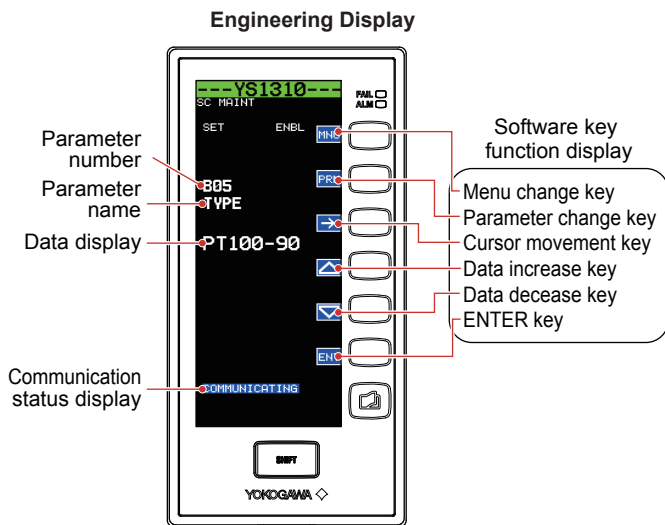 Engineering Display
---YS1310---
SC MAINT
SET ENBL
B05
TYPE
PT100-90
COMMUNICATING
PRM
FAIL
ALM
SHIFT
YOKOGAWA
Parameter
number
Parameter
name
Data display
Communication
status display
Software key
function display
Menu change key
Parameter change key
Cursor movement key
Data increase key
Data decease key
ENTER key